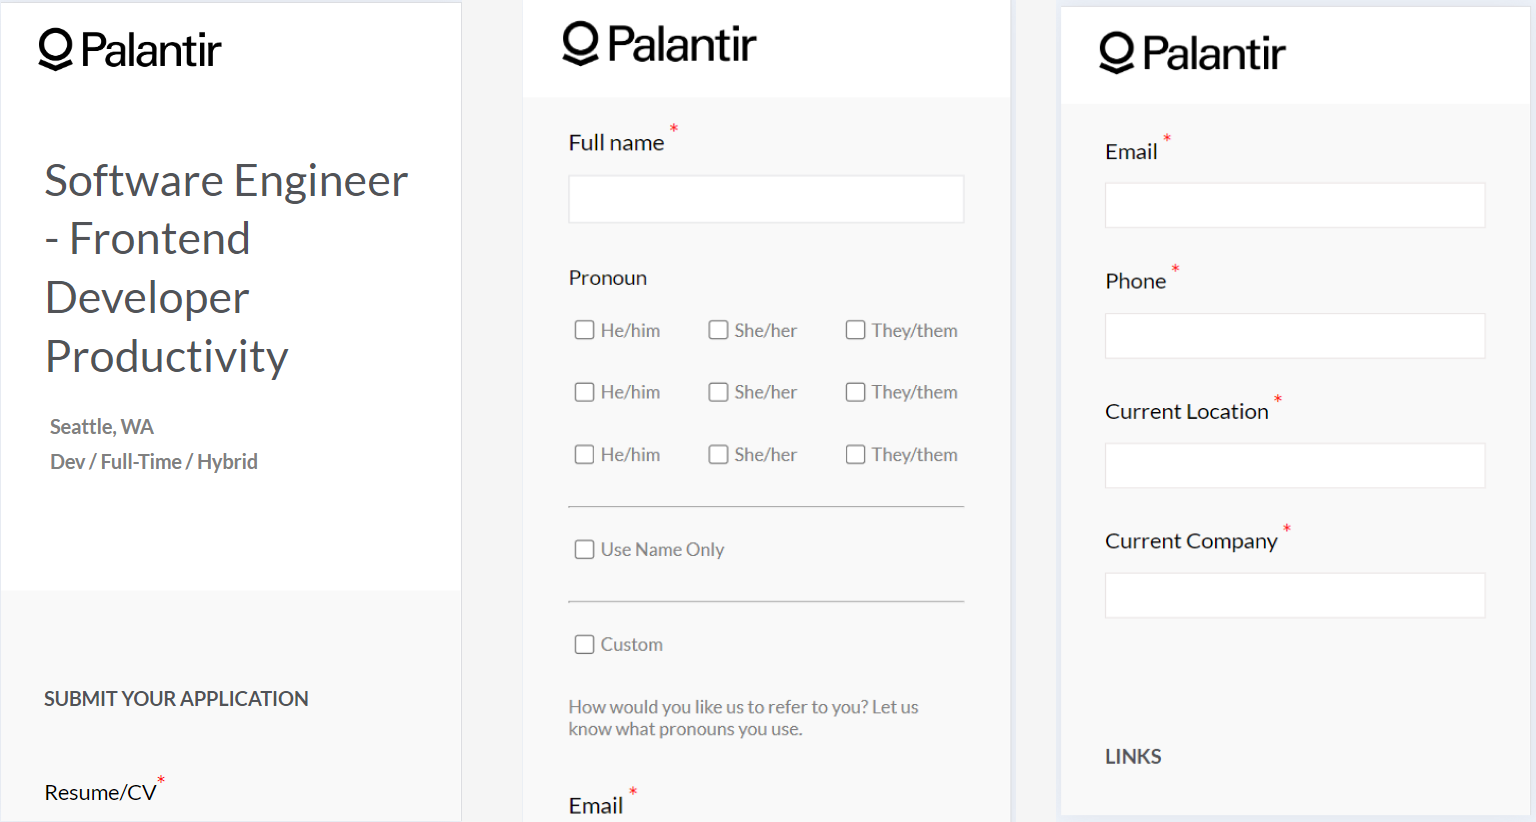 Palantir
Software Engineer
- Frontend
Developer
Productivity
Seattle, WA
Dev / Full-Time / Hybrid
SUBMIT YOUR APPLICATION
Resume/CV*
Palantir
Full name *
Pronoun
He/him She/her They/them
He/him She/her They/them
He/him She/her They/them
Use Name Only
Custom
How would you like us to refer to you? Let us
know what pronouns you use.
Email *
Palantir
Email *
Phone *
Current Location *
Current Company *
LINKS